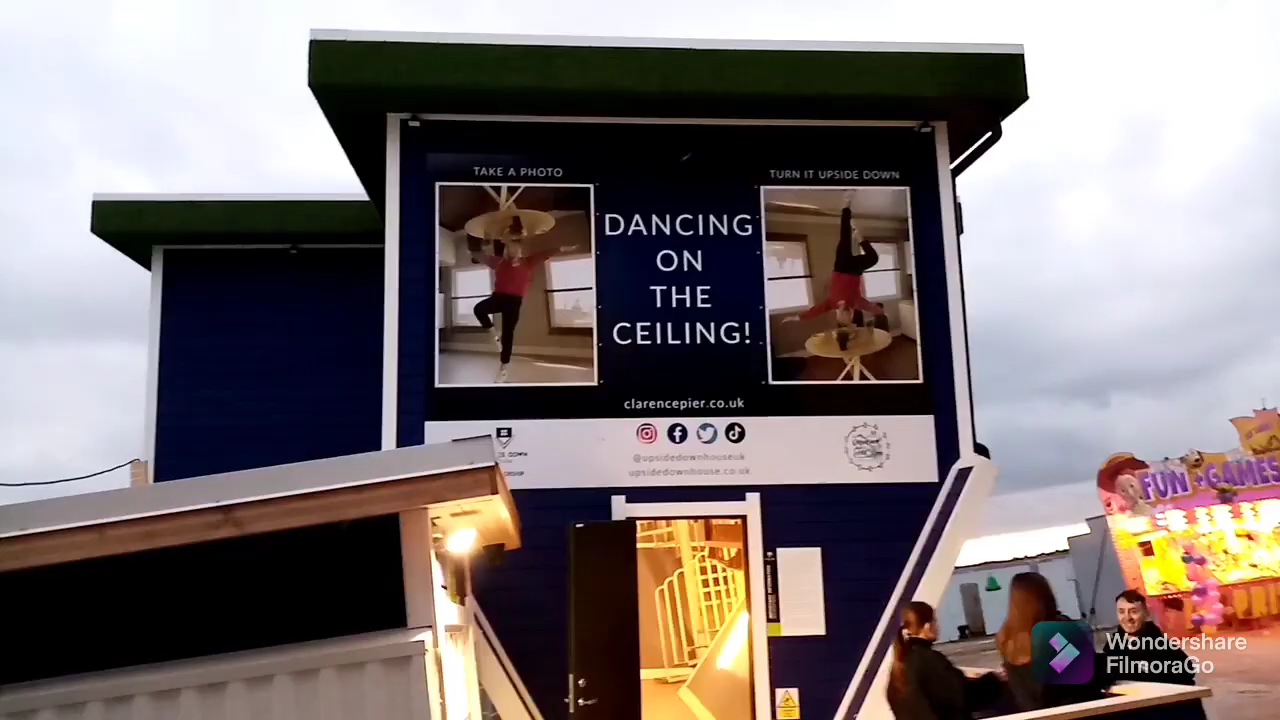 TAKE A PHOTO
TURN IT UPSIDE DOWN
DANCING
ON
THE
CEILING!
clarencepier.co.uk
@upsidedownhouseuk
upsidedownhouse.co.uk
DOWN
FUN GAMES
Wondershare
FilmoraGo